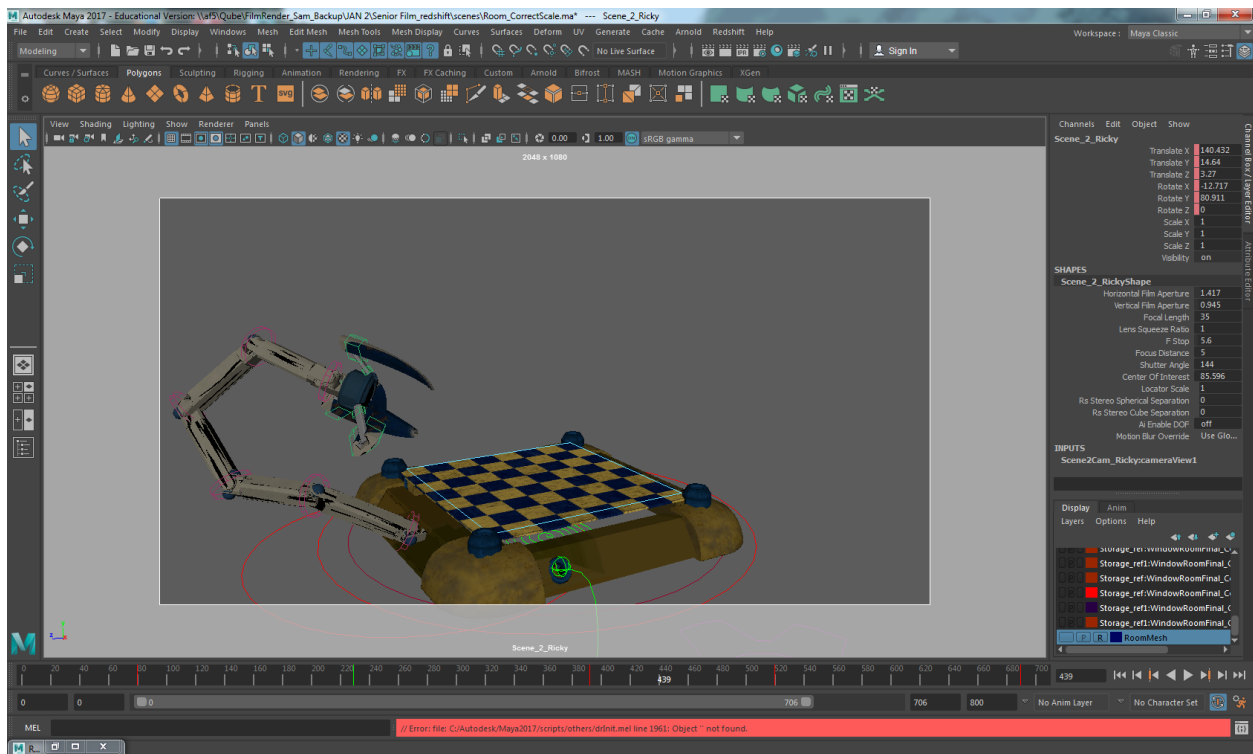 Autodesk Maya 2017 - Educational Version: \\af5\Qube\FilmRender_Sam_Backup\JAN 2\Senior Film_redshift\scenes\Room_CorrectScale.ma* --- Scene_2_Ricky
File Edit Create Select Modify Display Windows Mesh Edit Mesh Mesh Tools Mesh Display Curves Surfaces Deform UV Generate Cache Arnold Redshift Help Workspace: Maya Classic
Modeling No Live Surface Sign In
Curves / Surfaces Polygons Sculpting Rigging Animation Rendering FX FX Caching Custom Arnold Bifrost MASH Motion Graphics XGen
T svg
View Shading Lighting Show Renderer Panels
0.00 1.00 sRGB gamma
2048 x 1080
Scene_2_Ricky
Channels Edit Object Show
Scene_2_Ricky
Translate X 140.432
Translate Y 14.64
Translate Z 3.27
Rotate X -12.717
Rotate Y 80.911
Rotate Z 0
Scale X 1
Scale Y 1
Scale Z 1
Visibility on
SHAPES
Scene_2_RickyShape
Horizontal Film Aperture 1.417
Vertical Film Aperture 0.945
Focal Length 35
Lens Squeeze Ratio 1
F Stop 5.6
Focus Distance 5
Shutter Angle 144
Center Of Interest 85.596
Locator Scale 1
Rs Stereo Spherical Separation 0
Rs Stereo Cube Separation 0
Ai Enable DOF off
Motion Blur Override Use Glo...
INPUTS
Scene2Cam_Ricky:cameraView1
Channel Box / Layer Editor
Attribute Editor
Display Anim
Layers Options Help
Storage_ref:WindowRoomFinal_C
Storage_ref1:WindowRoomFinal_C
Storage_ref:WindowRoomFinal_C
Storage_ref:WindowRoomFinal_C
Storage_ref1:WindowRoomFinal_C
Storage_ref1:WindowRoomFinal_C
P R RoomMesh
0 20 40 60 80 100 120 140 160 180 200 220 240 260 280 300 320 340 360 380 400 420 440 460 480 500 520 540 560 580 600 620 640 660 680 700
439
439
0 0 0 706 706 800 No Anim Layer No Character Set
MEL // Error: file: C:/Autodesk/Maya2017/scripts/others/drInit.mel line 1961: Object '' not found.
R...